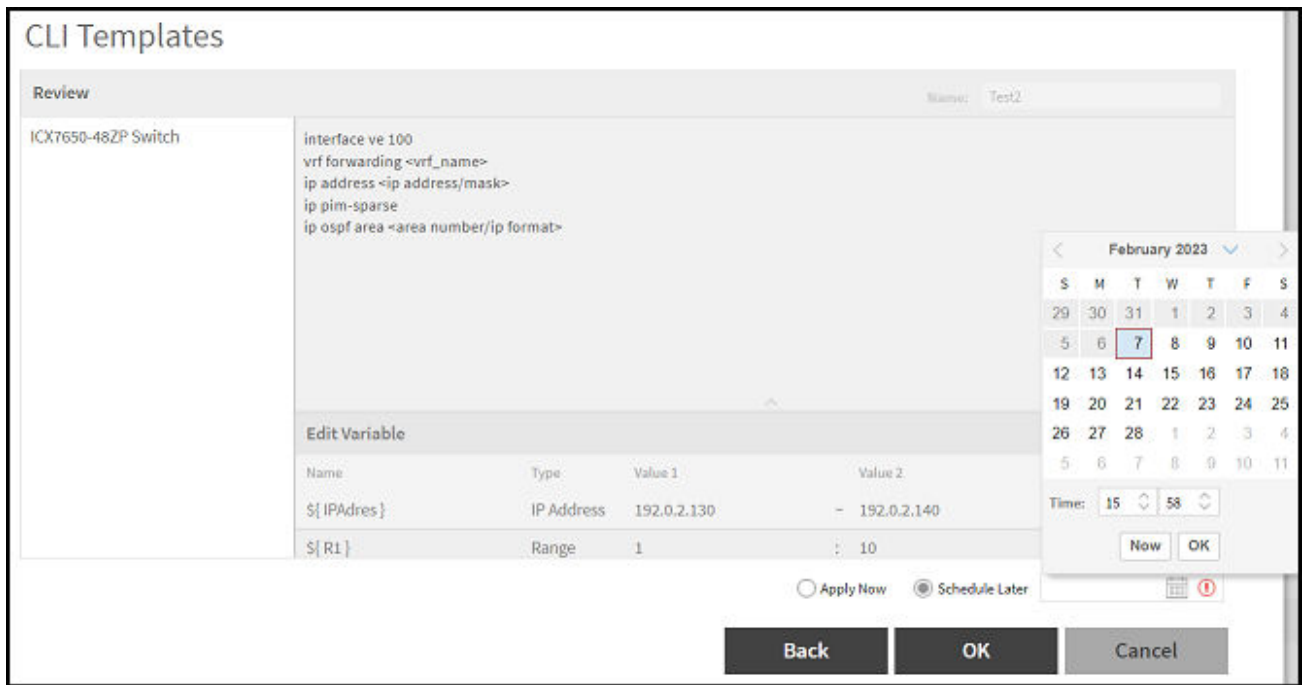 CLI Templates
Review
Name: Test2
ICX7650-48ZP Switch
interface ve 100
vrf forwarding <vrf_name>
ip address <ip address/mask>
ip pim-sparse
ip ospf area <area number/ip format>
February 2023
S M T W T F S
29 30 31 1 2 3 4
5 6 7 8 9 10 11
12 13 14 15 16 17 18
19 20 21 22 23 24 25
26 27 28 1 2 3 4
5 6 7 8 9 10 11
Time: 15 58
Now OK
Edit Variable
Name Type Value 1 Value 2
${ IPAdres } IP Address 192.0.2.130 – 192.0.2.140
${ R1 } Range 1 : 10
Apply Now Schedule Later
Back OK Cancel